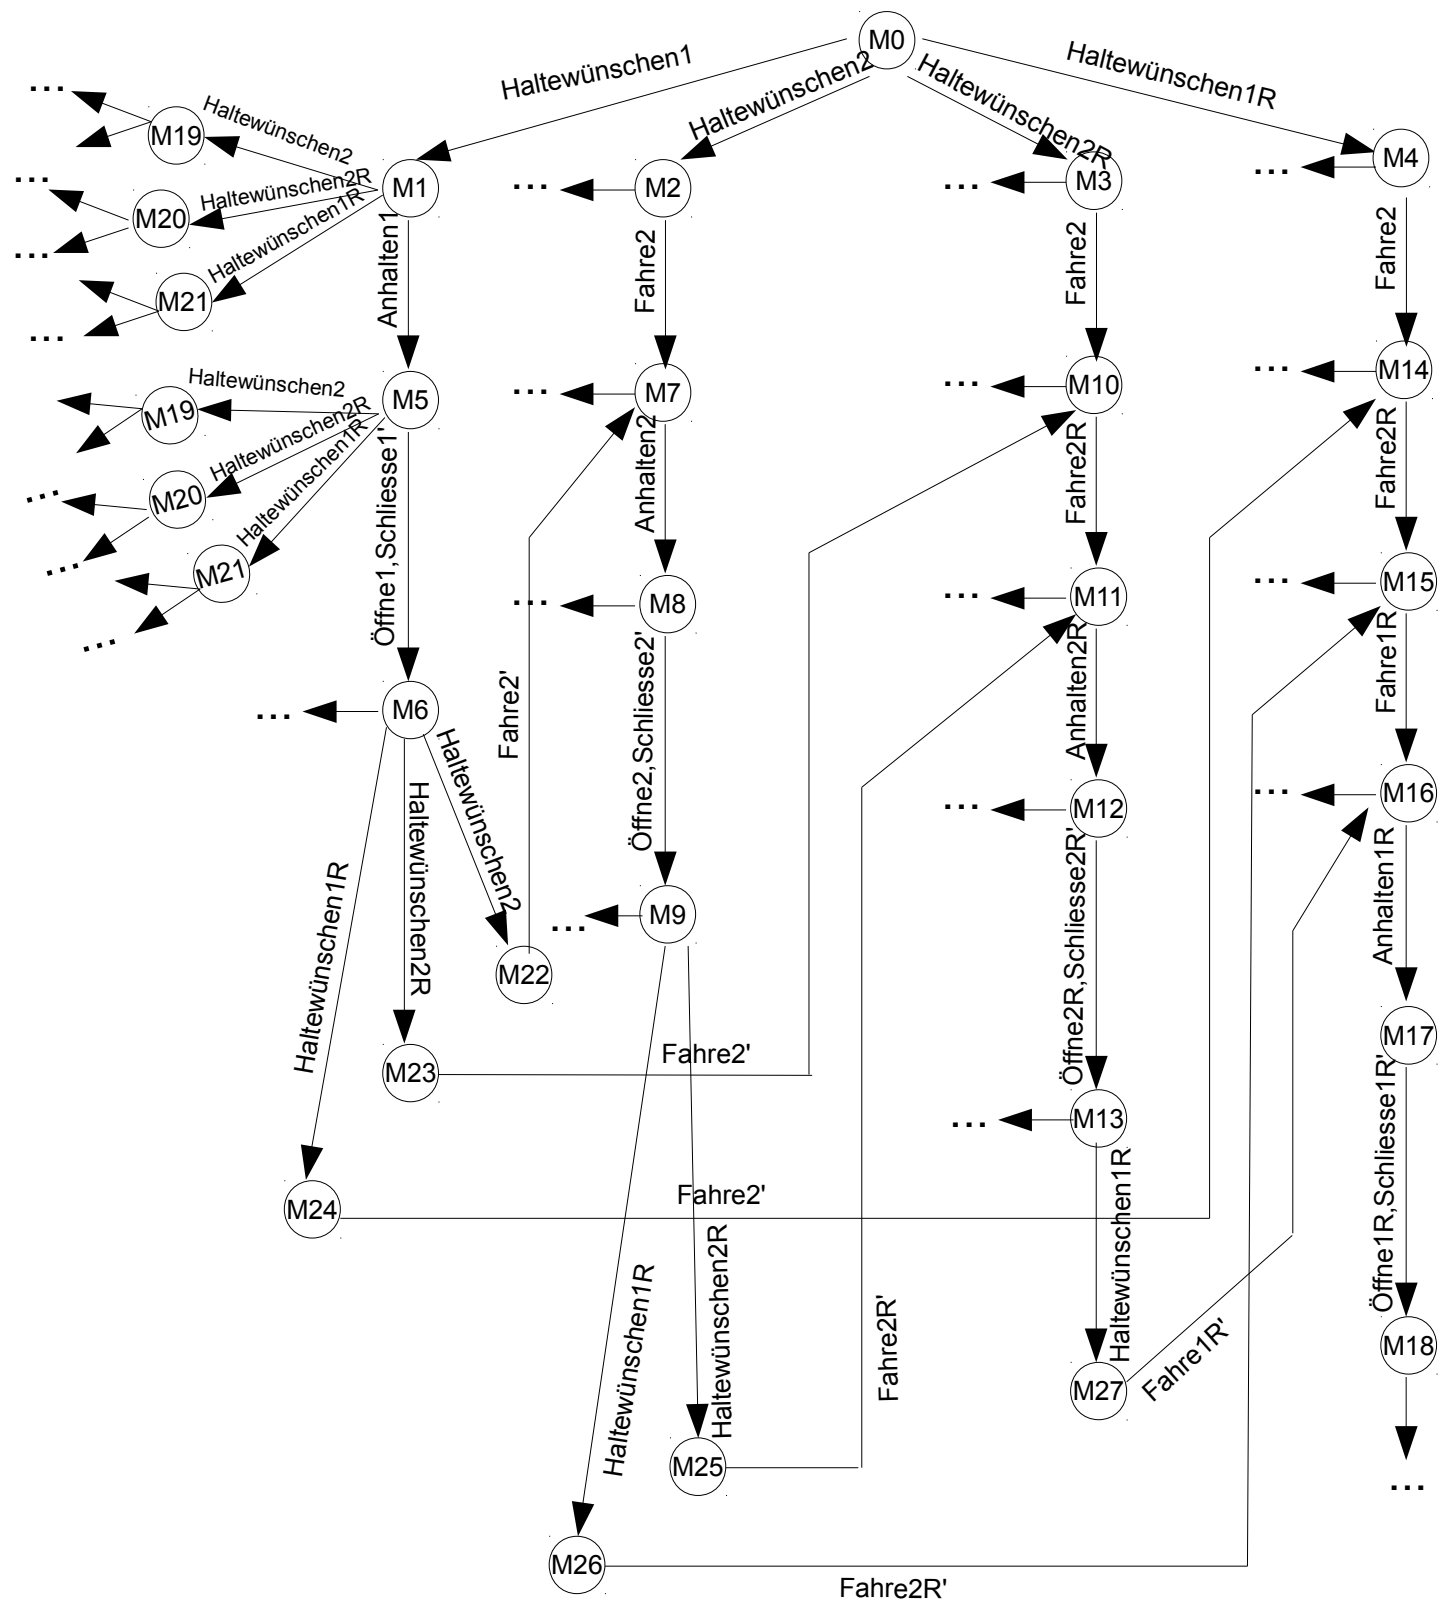 M0
Haltewünschen1
Haltewünschen2
Haltewünschen2R
Haltewünschen1R
...
M19
Haltewünschen2
...
M20
Haltewünschen2R
...
M21
Haltewünschen1R
...
M1
...
M2
...
M3
...
M4
Anhalten1
Fahre2
Fahre2
Fahre2
Haltewünschen2
M19
Haltewünschen2R
...
M20
Haltewünschen1R
...
M21
...
M5
...
M7
...
M10
...
M14
Öffne1,Schliesse1'
Anhalten2
Fahre2R
Fahre2R
...
M8
...
M11
...
M15
...
M6
Fahre2'
Öffne2,Schliesse2'
Anhalten2R
Fahre1R
Haltewünschen1R
Haltewünschen2R
Haltewünschen2
...
M12
...
M16
...
M9
M22
Öffne2R,Schliesse2R'
Anhalten1R
M23
Fahre2'
M17
...
M13
M24
Fahre2'
Haltewünschen1R
Haltewünschen2R
Fahre2R'
Haltewünschen1R
Öffne1R,Schliesse1R'
M18
M27
Fahre1R'
M25
...
M26
Fahre2R'